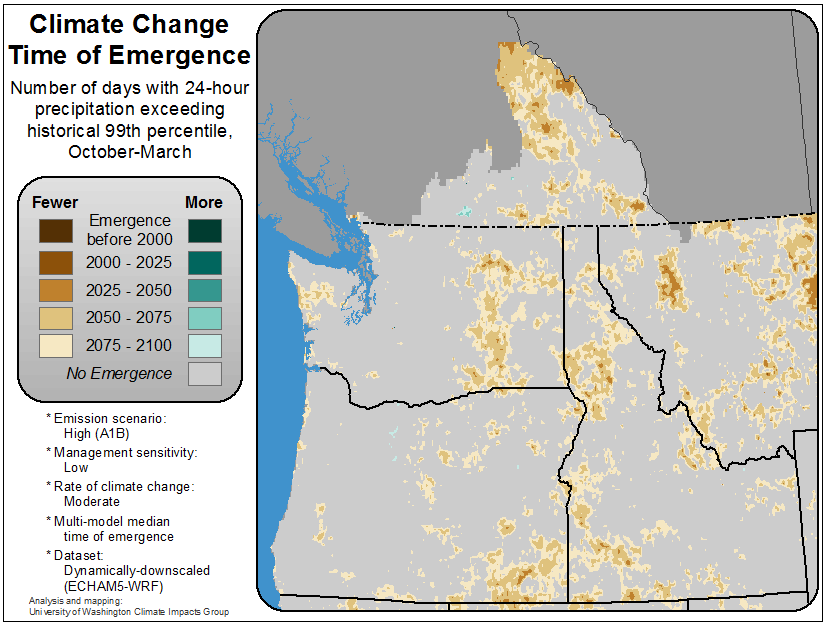 Climate Change
Time of Emergence
Number of days with 24-hour
precipitation exceeding
historical 99th percentile,
October-March
Fewer More
Emergence
before 2000
2000 - 2025
2025 - 2050
2050 - 2075
2075 - 2100
No Emergence
* Emission scenario:
High (A1B)
* Management sensitivity:
Low
* Rate of climate change:
Moderate
* Multi-model median
time of emergence
* Dataset:
Dynamically-downscaled
(ECHAM5-WRF)
Analysis and mapping:
University of Washington Climate Impacts Group